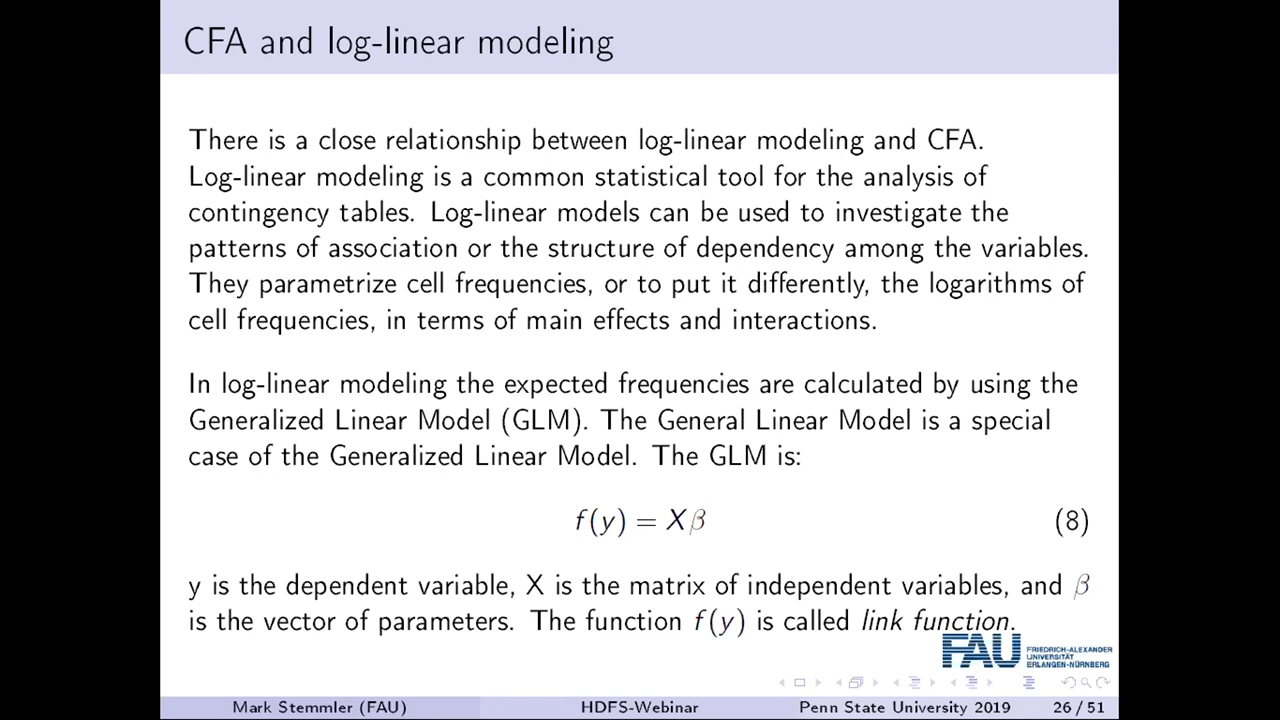 CFA and log-linear modeling
There is a close relationship between log-linear modeling and CFA.
Log-linear modeling is a common statistical tool for the analysis of
contingency tables. Log-linear models can be used to investigate the
patterns of association or the structure of dependency among the variables.
They parametrize cell frequencies, or to put it differently, the logarithms of
cell frequencies, in terms of main effects and interactions.
In log-linear modeling the expected frequencies are calculated by using the
Generalized Linear Model (GLM). The General Linear Model is a special
case of the Generalized Linear Model. The GLM is:
f(y) = Xβ (8)
y is the dependent variable, X is the matrix of independent variables, and β
is the vector of parameters. The function f(y) is called link function.
FAU
FRIEDRICH-ALEXANDER
UNIVERSITÄT
ERLANGEN-NÜRNBERG
Mark Stemmler (FAU) HDFS-Webinar Penn State University 2019 26 / 51